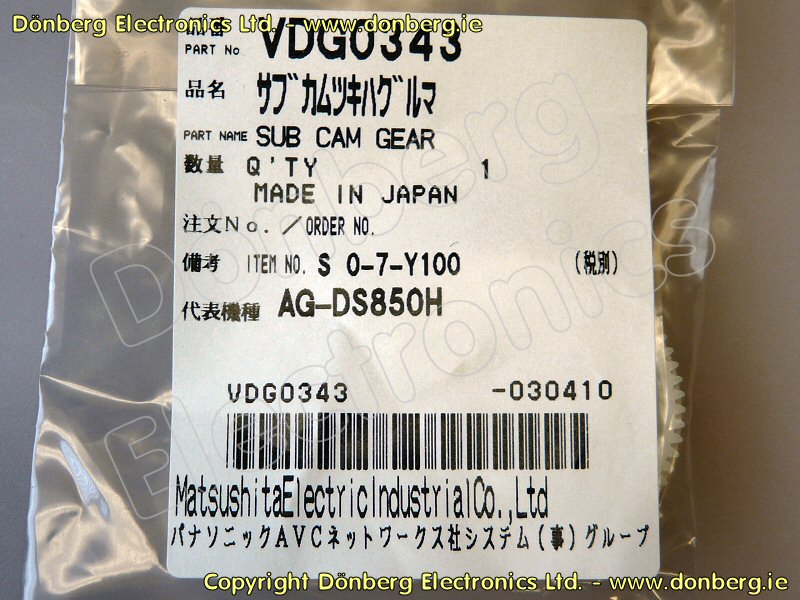 Dönberg Electronics Ltd. - www.donberg.ie
品番
PART No VDG0343
品名 サブカムツキハグルマ
PART NAME SUB CAM GEAR
数量 Q'TY 1
MADE IN JAPAN
注文No./ORDER NO.
備考 ITEM NO. S 0-7-Y100 (税別)
代表機種 AG-DS850H
VDG0343 -030410
MatsushitaElectricIndustrialCo.,Ltd
パナソニックAVCネットワークス社システム(事)グループ
Dönberg
Electronics
Copyright Dönberg Electronics Ltd. - www.donberg.ie